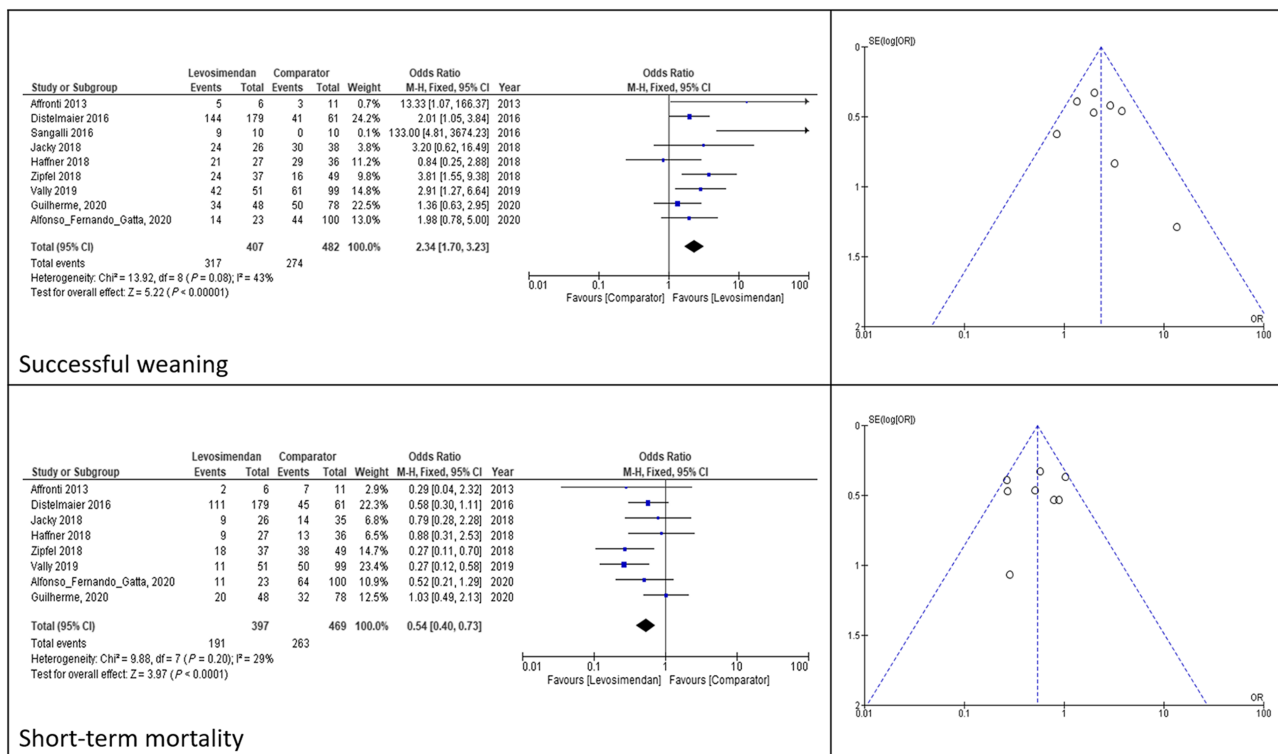 Levosimendan Comparator Odds Ratio Odds Ratio
Study or Subgroup Events Total Events Total Weight M-H, Fixed, 95% CI Year M-H, Fixed, 95% CI
Affronti 2013 5 6 3 11 0.7% 13.33 [1.07, 166.37] 2013
Distelmaier 2016 144 179 41 61 24.2% 2.01 [1.05, 3.84] 2016
Sangalli 2016 9 10 0 10 0.1% 133.00 [4.81, 3674.23] 2016
Jacky 2018 24 26 30 38 3.8% 3.20 [0.62, 16.49] 2018
Haffner 2018 21 27 29 36 11.2% 0.84 [0.25, 2.88] 2018
Zipfel 2018 24 37 16 49 9.8% 3.81 [1.55, 9.38] 2018
Vally 2019 42 51 61 99 14.8% 2.91 [1.27, 6.64] 2019
Guilherme, 2020 34 48 50 78 22.5% 1.36 [0.63, 2.95] 2020
Alfonso_Fernando_Gatta, 2020 14 23 44 100 13.0% 1.98 [0.78, 5.00] 2020
Total (95% CI) 407 482 100.0% 2.34 [1.70, 3.23]
Total events 317 274
Heterogeneity: Chi² = 13.92, df = 8 (P = 0.08); I² = 43%
Test for overall effect: Z = 5.22 (P < 0.00001)
0.01 0.1 1 10 100
Favours [Comparator] Favours [Levosimendan]
Successful weaning
SE(log[OR])
0
0.5
1
1.5
2
OR
0.01 0.1 1 10 100
Levosimendan Comparator Odds Ratio Odds Ratio
Study or Subgroup Events Total Events Total Weight M-H, Fixed, 95% CI Year M-H, Fixed, 95% CI
Affronti 2013 2 6 7 11 2.9% 0.29 [0.04, 2.32] 2013
Distelmaier 2016 111 179 45 61 22.3% 0.58 [0.30, 1.11] 2016
Jacky 2018 9 26 14 35 6.8% 0.79 [0.28, 2.28] 2018
Haffner 2018 9 27 13 36 6.6% 0.88 [0.31, 2.53] 2018
Zipfel 2018 18 37 38 49 14.7% 0.27 [0.11, 0.70] 2018
Vally 2019 11 51 50 99 23.4% 0.27 [0.12, 0.58] 2019
Alfonso_Fernando_Gatta, 2020 11 23 64 100 10.9% 0.52 [0.21, 1.29] 2020
Guilherme, 2020 20 48 32 78 12.5% 1.03 [0.49, 2.13] 2020
Total (95% CI) 397 469 100.0% 0.54 [0.40, 0.73]
Total events 191 263
Heterogeneity: Chi² = 9.88, df = 7 (P = 0.20); I² = 29%
Test for overall effect: Z = 3.97 (P < 0.0001)
0.01 0.1 1 10 100
Favours [Levosimendan] Favours [Comparator]
Short-term mortality
SE(log[OR])
0
0.5
1
1.5
2
OR
0.01 0.1 1 10 100